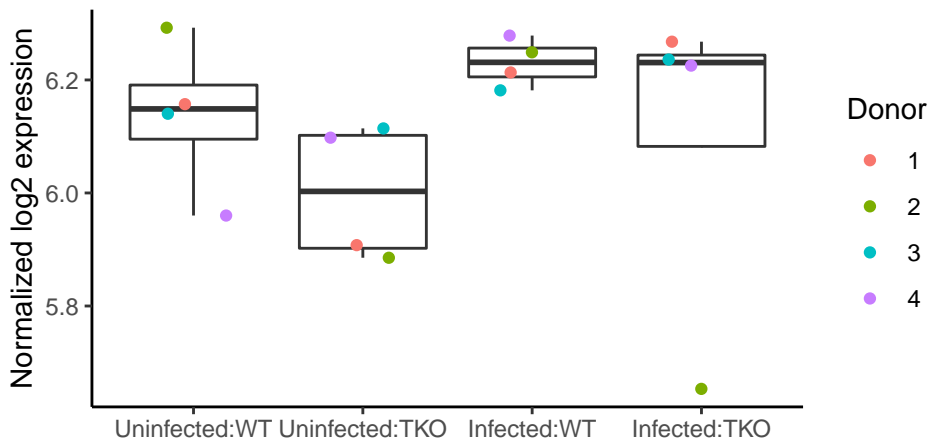 Normalized log2 expression
6.2
6.0
5.8
Uninfected:WT
Uninfected:TKO
Infected:WT
Infected:TKO
Donor
1
2
3
4